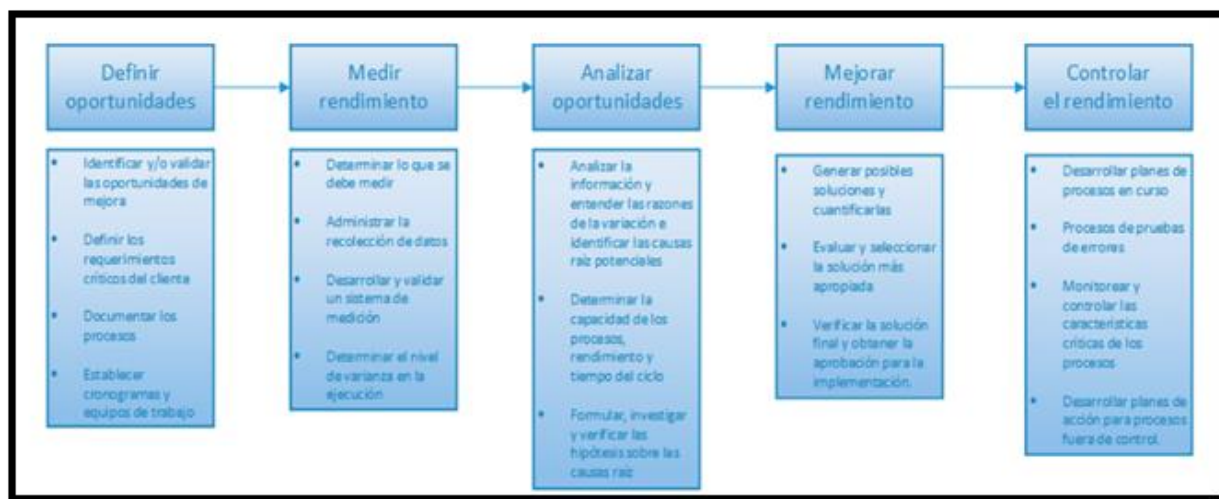 Definir
oportunidades
• Identificar y/o validar
las oportunidades de
mejora
• Definir los
requerimientos
críticos del cliente
• Documentar los
procesos
• Establecer
cronogramas y
equipos de trabajo
Medir
rendimiento
• Determinar lo que se
debe medir
• Administrar la
recolección de datos
• Desarrollar y validar
un sistema de
medición
• Determinar el nivel
de varianza en la
ejecución
Analizar
oportunidades
• Analizar la
información y
entender las razones
de la variación e
identificar las causas
raíz potenciales
• Determinar la
capacidad de los
procesos,
rendimiento y
tiempo del ciclo
• Formular, investigar
y verificar las
hipótesis sobre las
causas raíz
Mejorar
rendimiento
• Generar posibles
soluciones y
cuantificarlas
• Evaluar y seleccionar
la solución más
apropiada
• Verificar la solución
final y obtener la
aprobación para la
implementación.
Controlar
el rendimiento
• Desarrollar planes de
procesos en curso
• Procesos de pruebas
de errores
• Monitorear y
controlar las
características
críticas de los
procesos
• Desarrollar planes de
acción para procesos
fuera de control